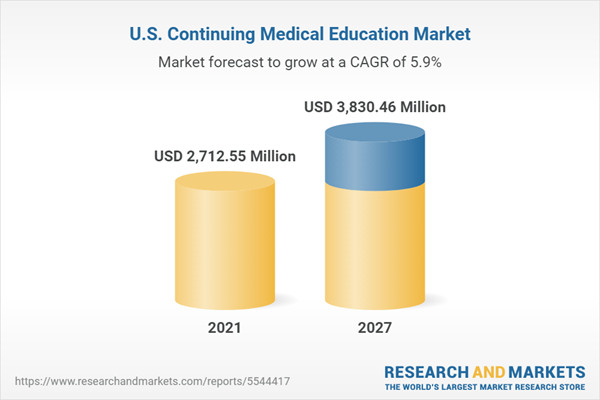 U.S. Continuing Medical Education Market
Market forecast to grow at a CAGR of 5.9%
USD 3,830.46 Million
USD 2,712.55 Million
2021
2027
https://www.researchandmarkets.com/reports/5544417
RESEARCH AND MARKETS
THE WORLD'S LARGEST MARKET RESEARCH STORE